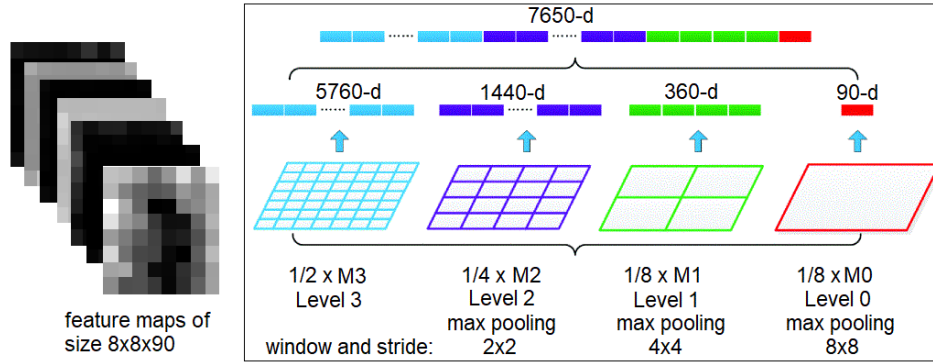 7650-d
5760-d
1440-d
360-d
90-d
1/2 x M3
Level 3
1/4 x M2
Level 2
max pooling
1/8 x M1
Level 1
max pooling
1/8 x M0
Level 0
max pooling
window and stride:
2x2
4x4
8x8
feature maps of
size 8x8x90